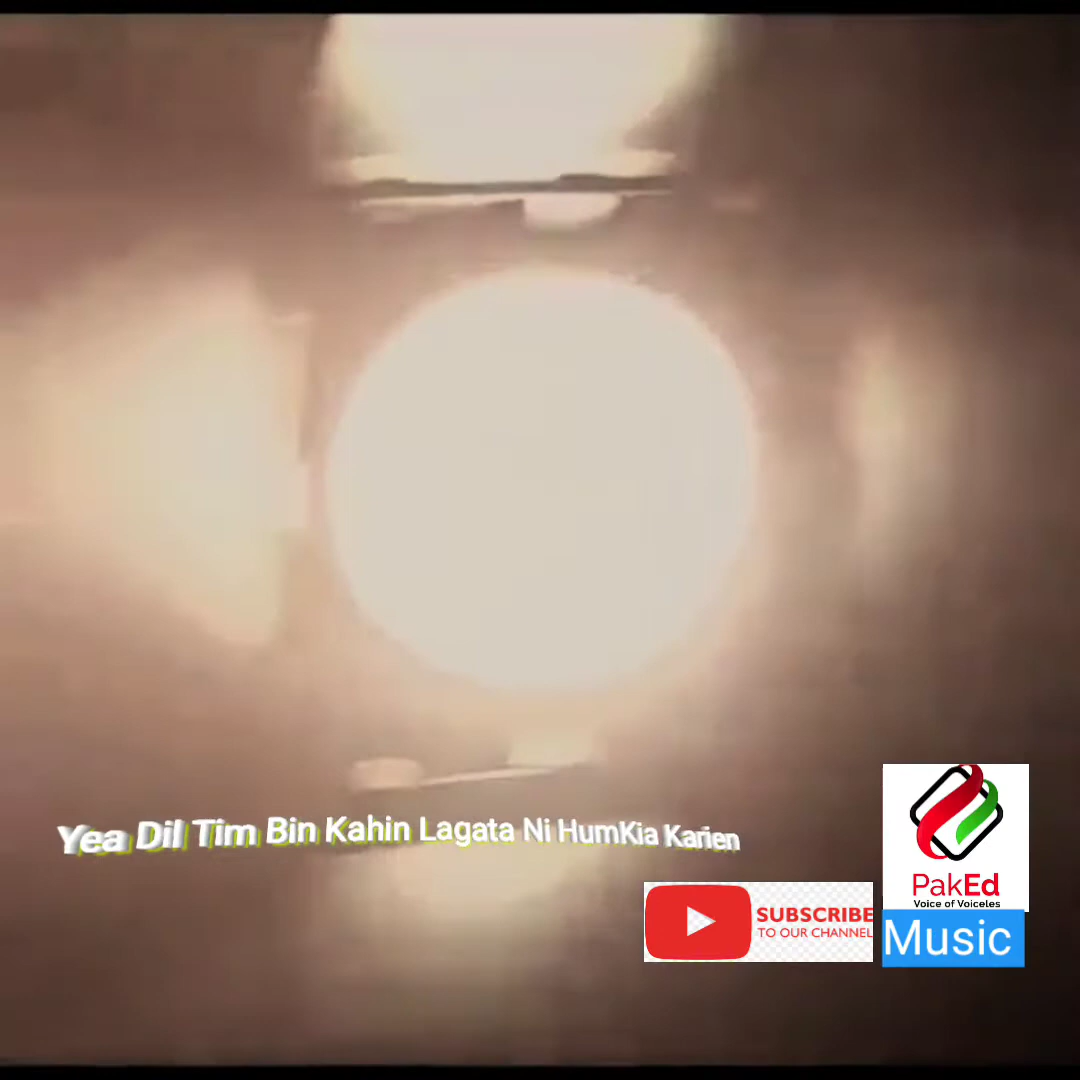 Yea Dil Tim Bin Kahin Lagata Ni HumKia Karien
PakEd
Voice of Voiceles
SUBSCRIBE
TO OUR CHANNEL
Music